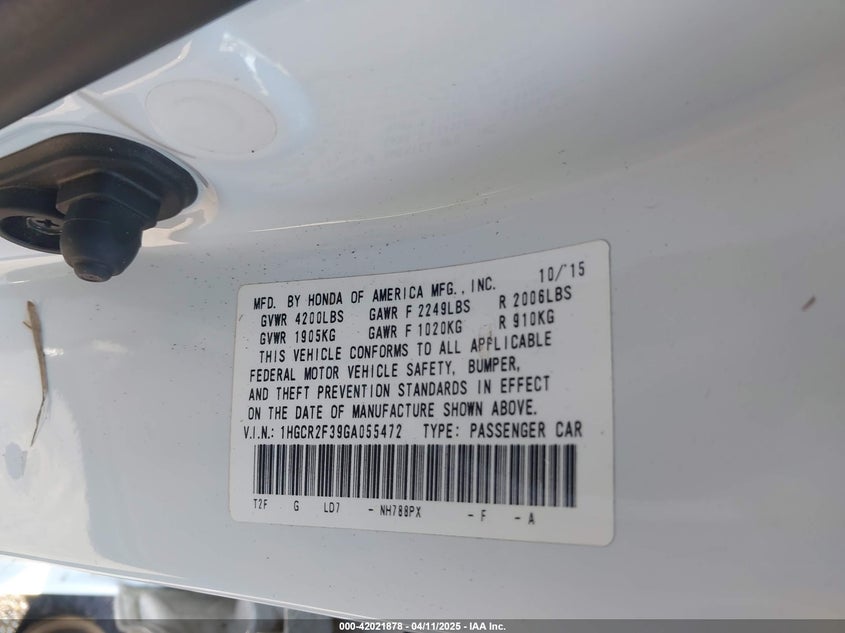 MFD. BY HONDA OF AMERICA MFG., INC. 10/'15
GVWR 4200LBS GAWR F 2249LBS R 2006LBS
GVWR 1905KG GAWR F 1020KG R 910KG
THIS VEHICLE CONFORMS TO ALL APPLICABLE
FEDERAL MOTOR VEHICLE SAFETY, BUMPER,
AND THEFT PREVENTION STANDARDS IN EFFECT
ON THE DATE OF MANUFACTURE SHOWN ABOVE.
V.I.N.: 1HGCR2F39GA055472 TYPE: PASSENGER CAR
T2F G LD7 - NH788PX - F - A
000-42021878 - 04/11/2025 - IAA Inc.